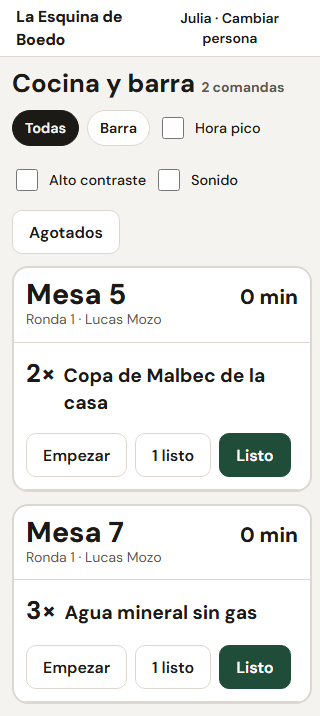 La Esquina de
Boedo
Julia · Cambiar
persona
Cocina y barra 2 comandas
Todas Barra Hora pico
Alto contraste Sonido
Agotados
Mesa 5 0 min
Ronda 1 · Lucas Mozo
2× Copa de Malbec de la
casa
Empezar 1 listo Listo
Mesa 7 0 min
Ronda 1 · Lucas Mozo
3× Agua mineral sin gas
Empezar 1 listo Listo